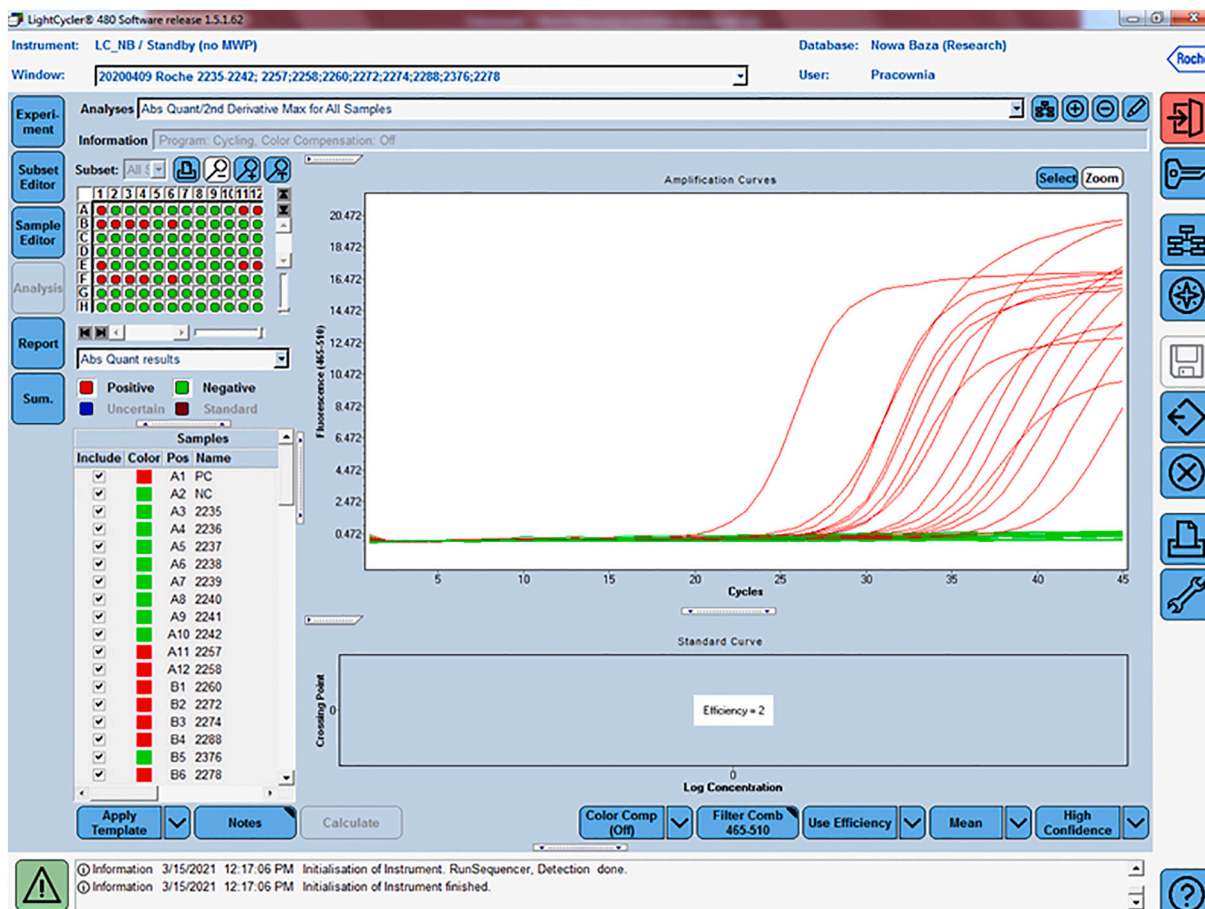 LightCycler® 480 Software release 1.5.1.62
Instrument: LC_NB / Standby (no MWP) Database: Nowa Baza (Research)
Window: 20200409 Roche 2235-2242; 2257;2258;2260;2272;2274;2288;2376;2278 User: Pracownia
Roche
Experi-
ment
Subset
Editor
Sample
Editor
Analysis
Report
Sum.
Analyses Abs Quant/2nd Derivative Max for All Samples
Information Program: Cycling, Color Compensation: Off
Subset: All S
1 2 3 4 5 6 7 8 9 10 11 12
A
B
C
D
E
F
G
H
Abs Quant results
Positive Negative
Uncertain Standard
Samples
Include Color Pos Name
A1 PC
A2 NC
A3 2235
A4 2236
A5 2237
A6 2238
A7 2239
A8 2240
A9 2241
A10 2242
A11 2257
A12 2258
B1 2260
B2 2272
B3 2274
B4 2288
B5 2376
B6 2278
Amplification Curves
Select Zoom
Fluorescence (465-510)
20.472
18.472
16.472
14.472
12.472
10.472
8.472
6.472
4.472
2.472
0.472
5 10 15 20 25 30 35 40 45
Cycles
Standard Curve
Crossing Point
0
Efficiency = 2
0
Log Concentration
Apply
Template
Notes
Calculate
Color Comp
(Off)
Filter Comb
465-510
Use Efficiency
Mean
High
Confidence
Information 3/15/2021 12:17:06 PM Initialisation of Instrument. RunSequencer, Detection done.
Information 3/15/2021 12:17:06 PM Initialisation of Instrument finished.